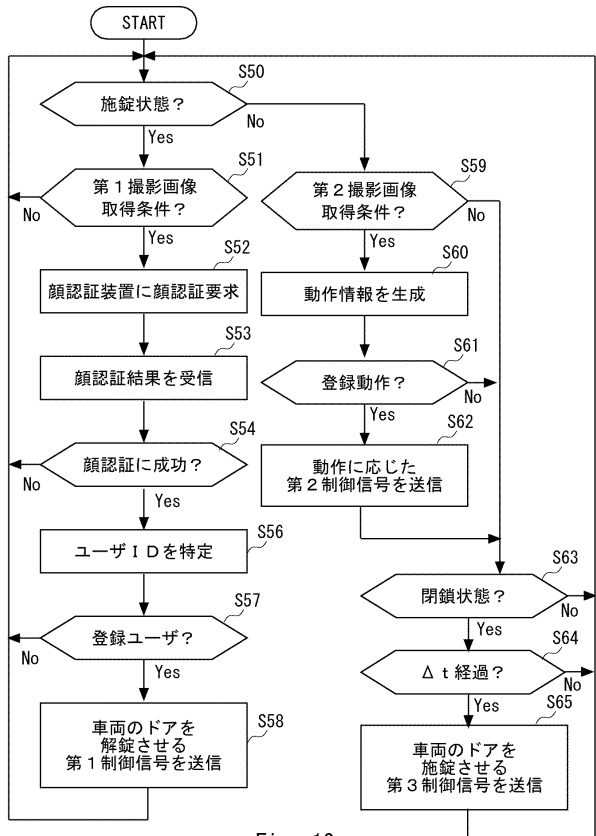 START
S50
施錠状態？
Yes
No
S51
第１撮影画像
取得条件？
No
Yes
S52
顔認証装置に顔認証要求
S53
顔認証結果を受信
S54
顔認証に成功？
No
Yes
S56
ユーザＩＤを特定
S57
登録ユーザ？
No
Yes
S58
車両のドアを
解錠させる
第１制御信号を送信
S59
第２撮影画像
取得条件？
No
Yes
S60
動作情報を生成
S61
登録動作？
No
Yes
S62
動作に応じた
第２制御信号を送信
S63
閉鎖状態？
No
Yes
S64
Δｔ経過？
No
Yes
S65
車両のドアを
施錠させる
第３制御信号を送信